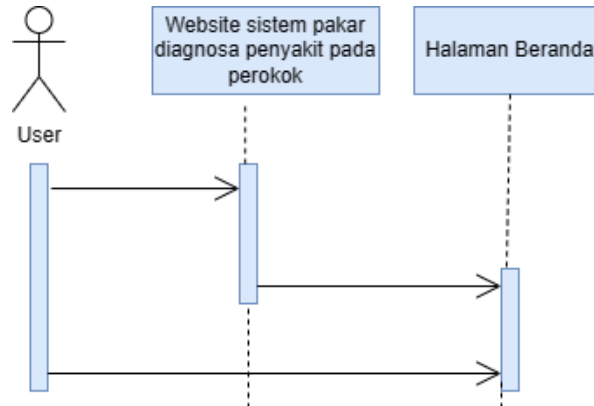 Website sistem pakar
diagnosa penyakit pada
perokok
Halaman Beranda
User